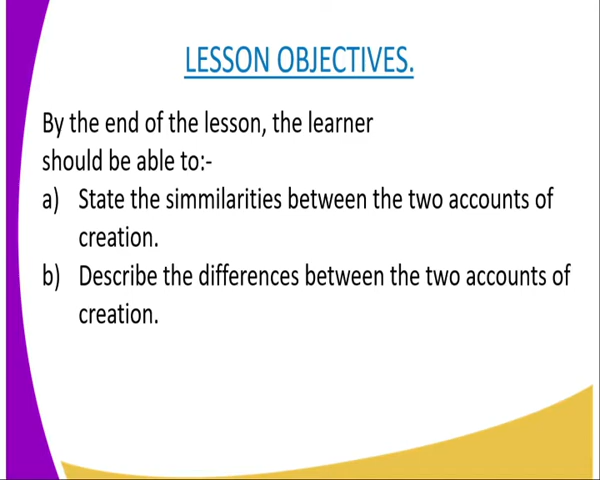 LESSON OBJECTIVES.
By the end of the lesson, the learner
should be able to:-
a) State the simmilarities between the two accounts of
creation.
b) Describe the differences between the two accounts of
creation.